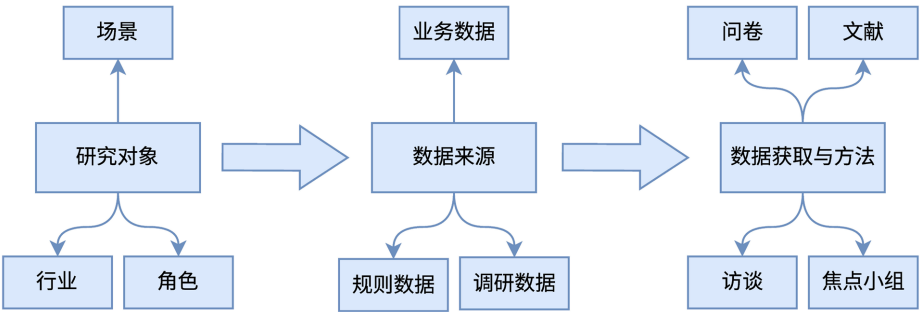 场景
业务数据
问卷
文献
研究对象
数据来源
数据获取与方法
行业
角色
规则数据
调研数据
访谈
焦点小组